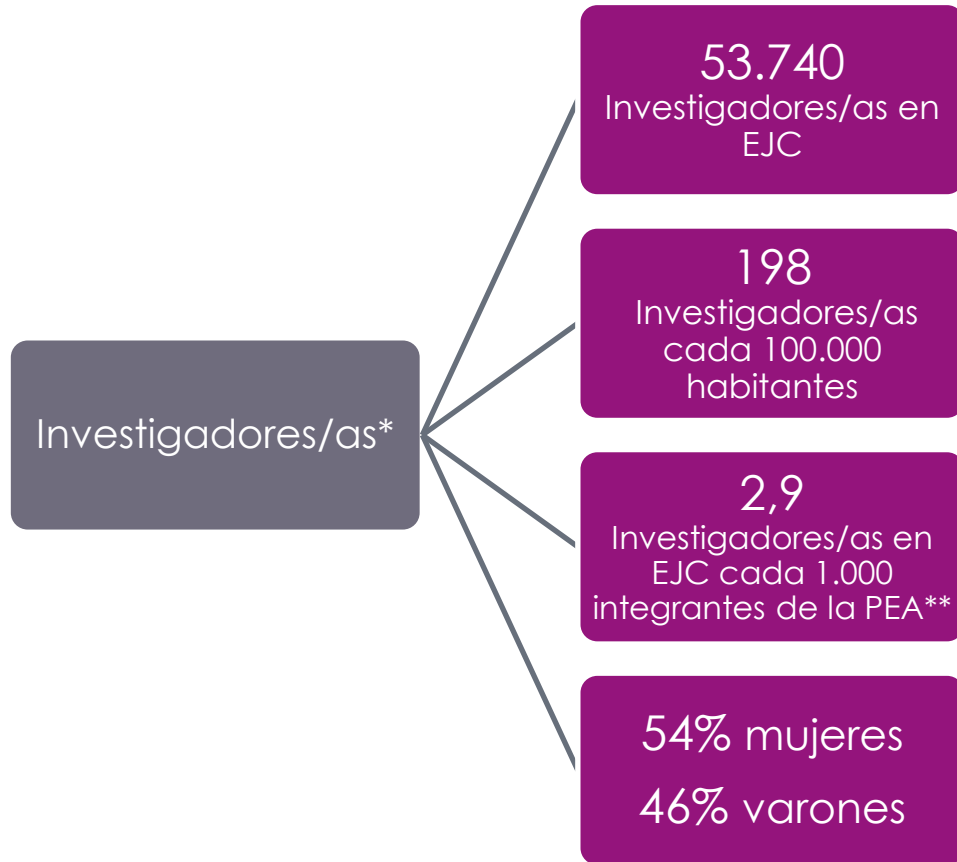 Investigadores/as*
53.740
Investigadores/as en
EJC
198
Investigadores/as
cada 100.000
habitantes
2,9
Investigadores/as en
EJC cada 1.000
integrantes de la PEA**
54% mujeres
46% varones